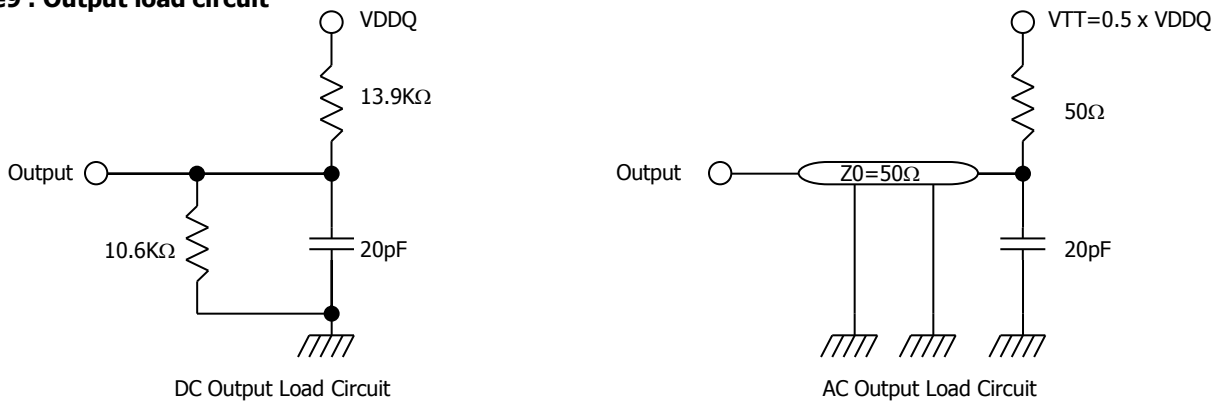 e9 : Output load circuit
VDDQ
13.9KΩ
Output
10.6KΩ
20pF
DC Output Load Circuit
VTT=0.5 x VDDQ
50Ω
Output
Z0=50Ω
20pF
AC Output Load Circuit